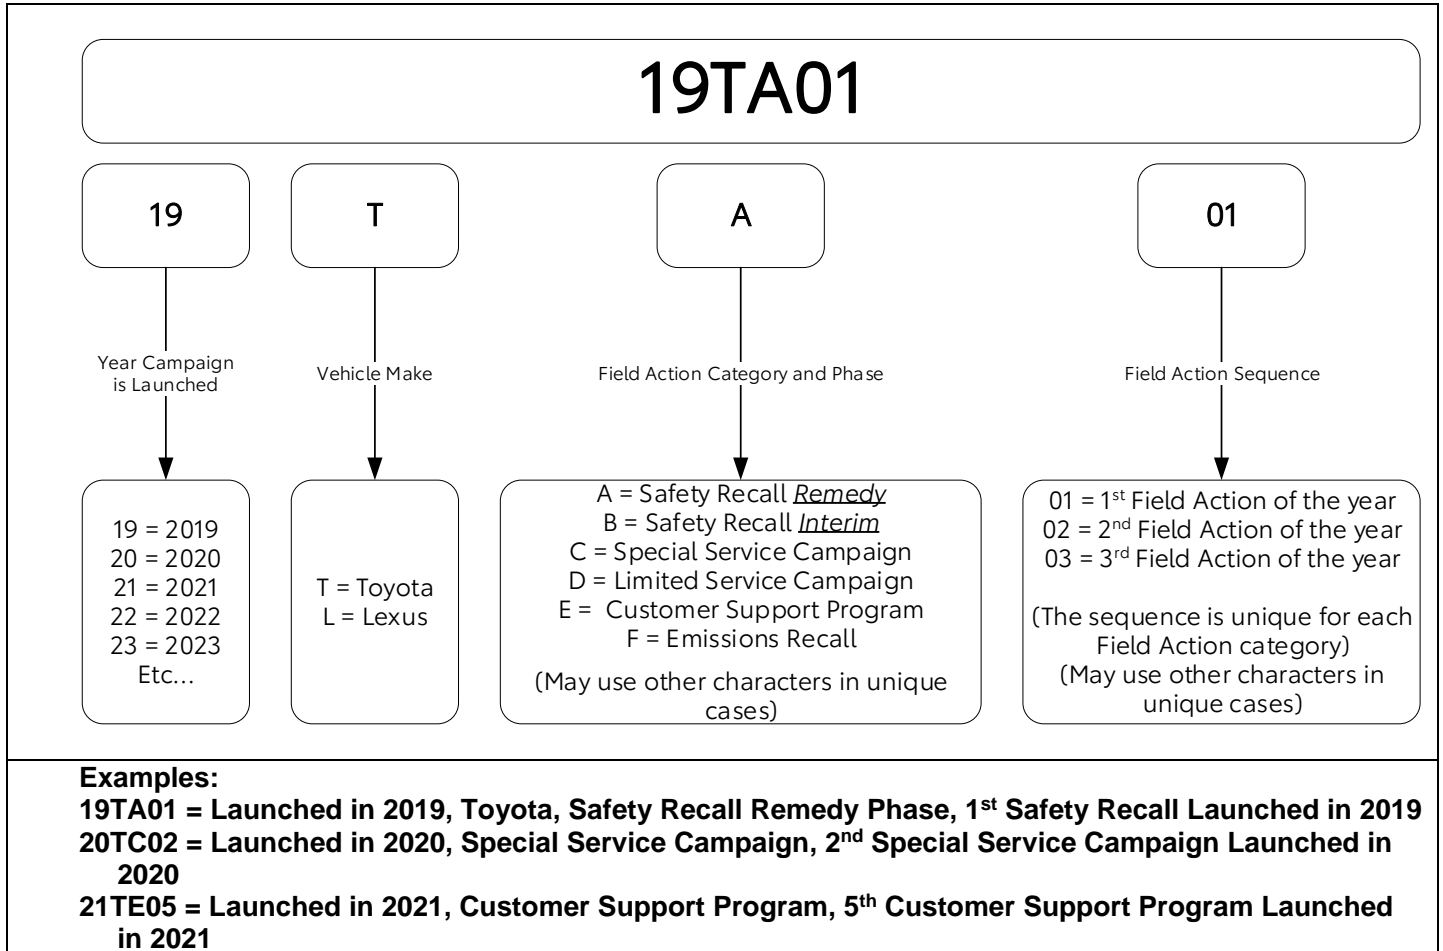 19TA01
19
T
A
01
Year Campaign
is Launched
Vehicle Make
Field Action Category and Phase
Field Action Sequence
19 = 2019
20 = 2020
21 = 2021
22 = 2022
23 = 2023
Etc...
T = Toyota
L = Lexus
A = Safety Recall Remedy
B = Safety Recall Interim
C = Special Service Campaign
D = Limited Service Campaign
E =  Customer Support Program
F = Emissions Recall
(May use other characters in unique
cases)
01 = 1st Field Action of the year
02 = 2nd Field Action of the year
03 = 3rd Field Action of the year
(The sequence is unique for each
Field Action category)
(May use other characters in
unique cases)
Examples:
19TA01 = Launched in 2019, Toyota, Safety Recall Remedy Phase, 1st Safety Recall Launched in 2019
20TC02 = Launched in 2020, Special Service Campaign, 2nd Special Service Campaign Launched in
2020
21TE05 = Launched in 2021, Customer Support Program, 5th Customer Support Program Launched
in 2021